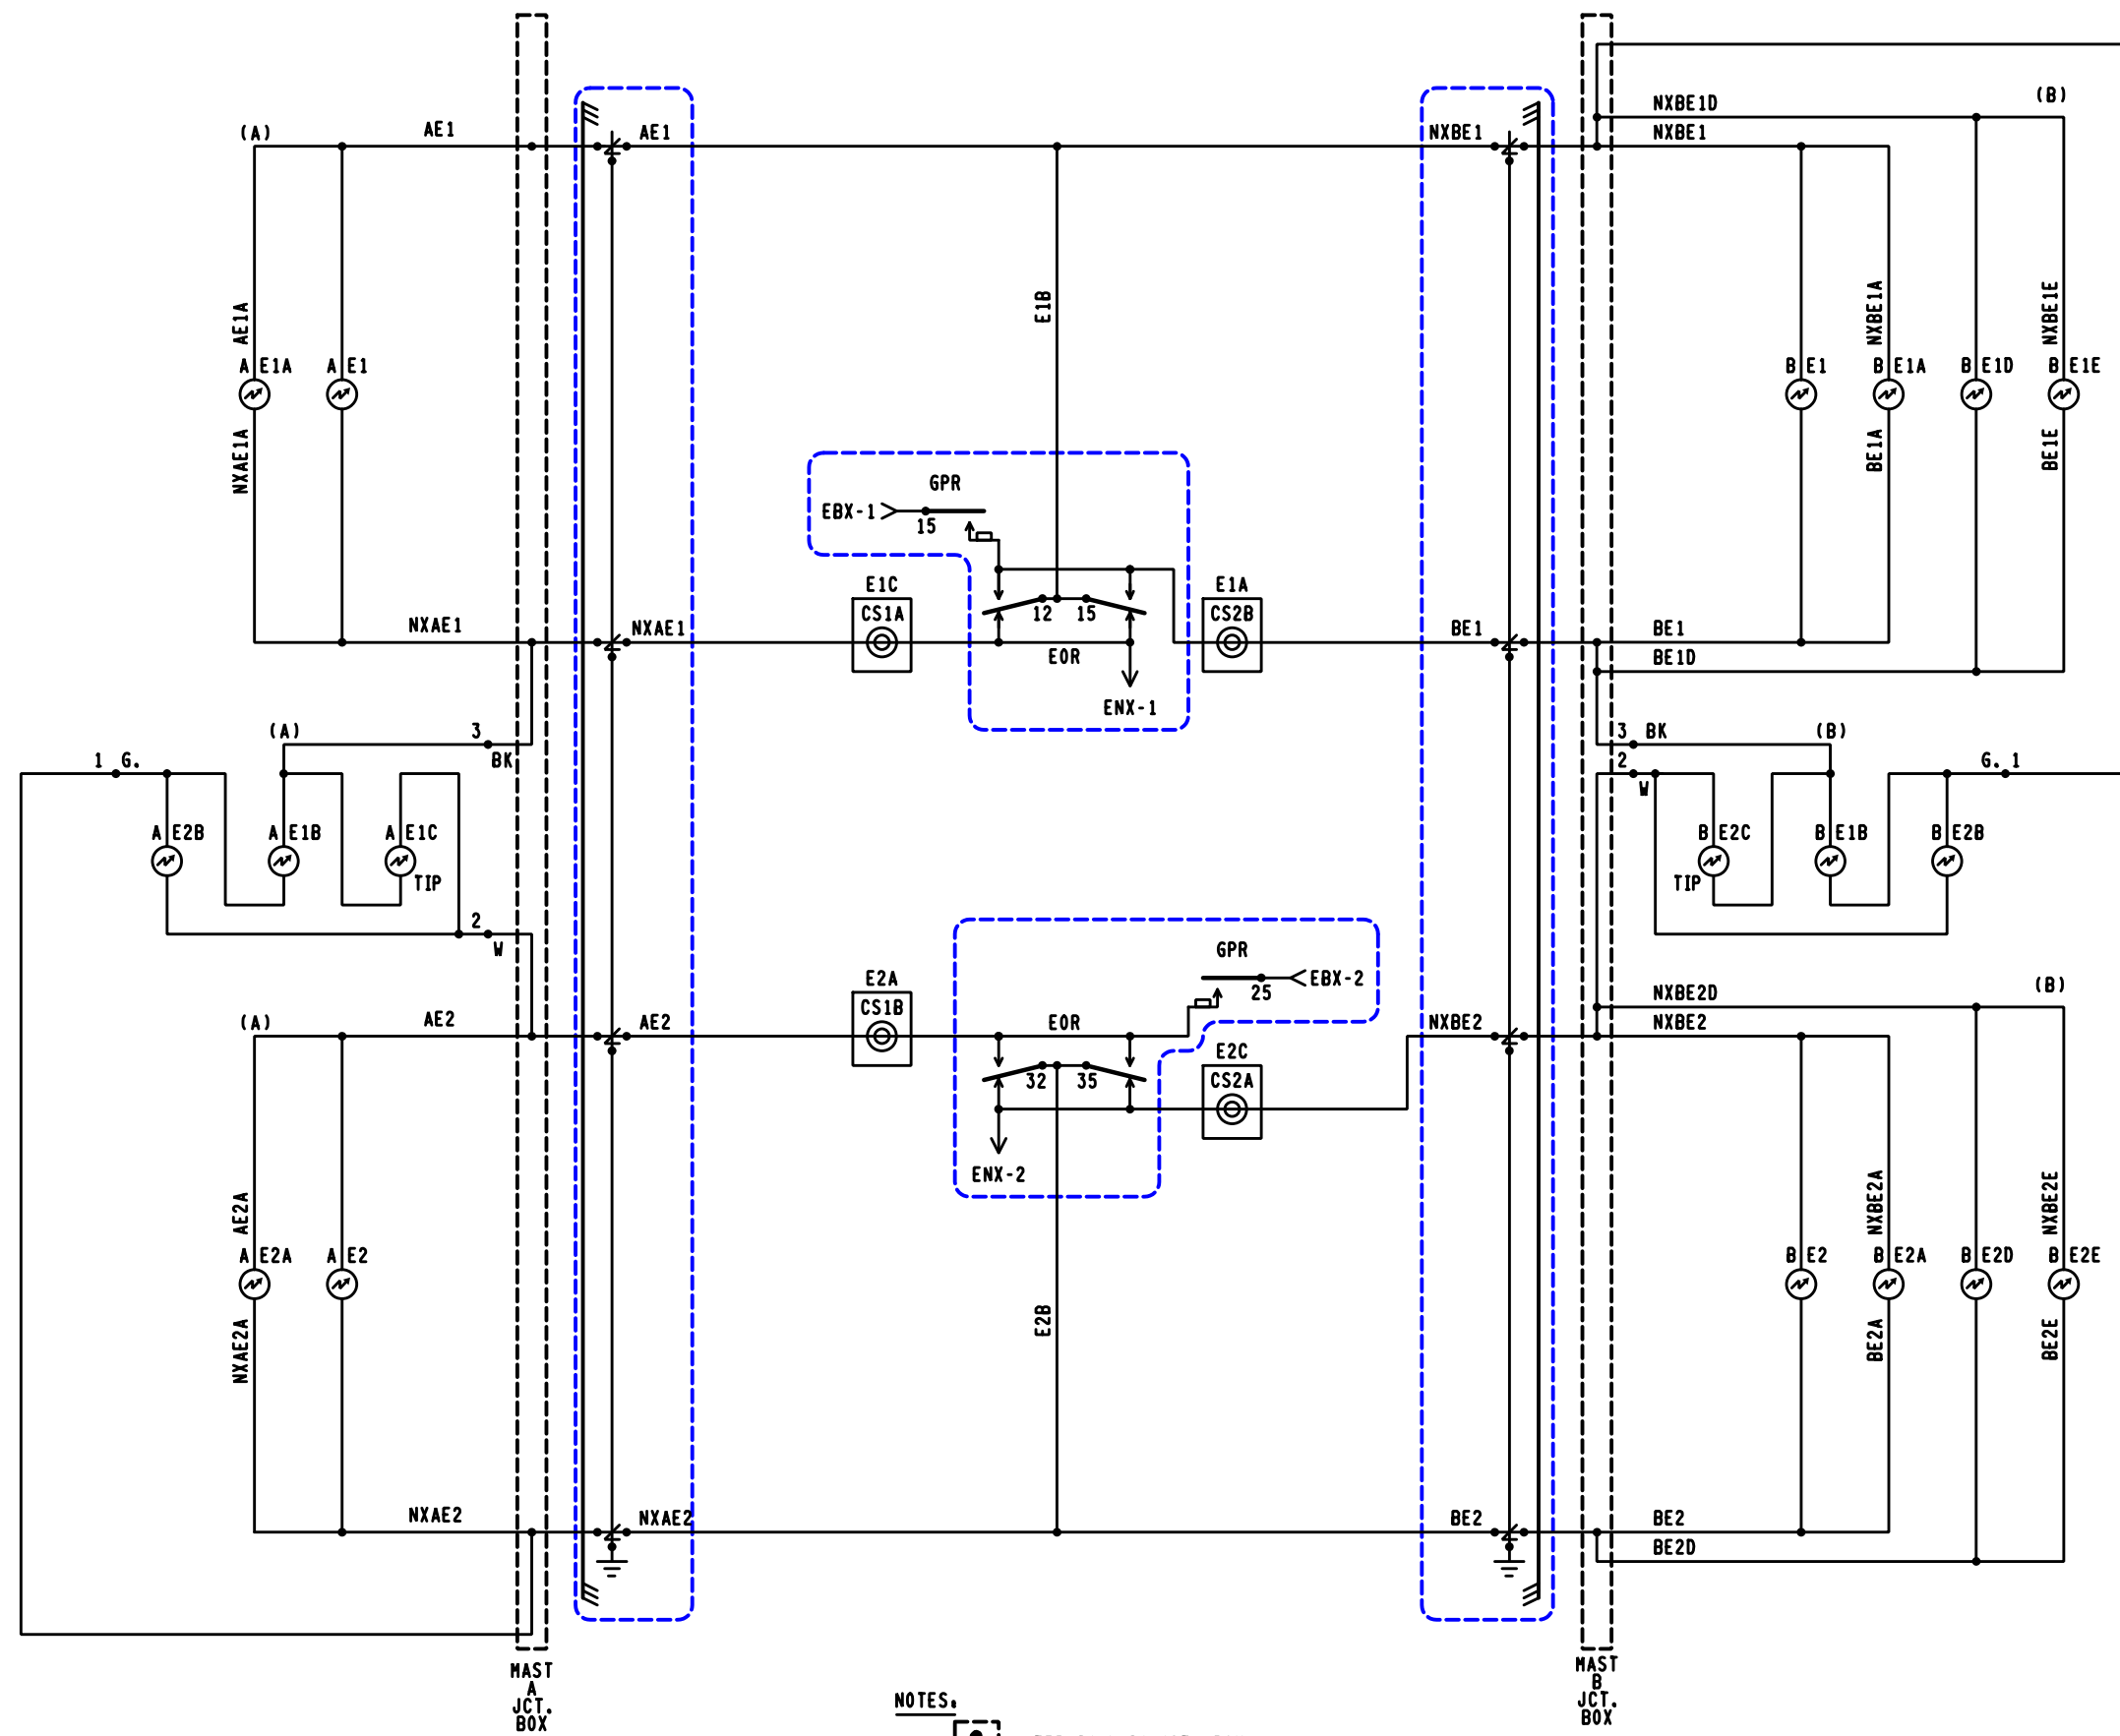 NXBE1D
(B)
(A)
AE1
AE1
NXBE1
NXBE1
AE1A
E1B
NXBE1A
NXBE1E
A E1A
A E1
B E1
B E1A
B E1D
B E1E
NXAE1A
BE1A
BE1E
GPR
EBX-1
15
E1C
CS1A
E1A
CS2B
12
15
NXAE1
NXAE1
EOR
BE1
BE1
BE1D
ENX-1
(A)
3
BK
3 BK
(B)
1 G.
2
W
G. 1
A E2B
A E1B
A E1C
TIP
B E2C
TIP
B E1B
B E2B
2
W
GPR
EBX-2
25
E2A
CS1B
NXBE2D
(B)
(A)
AE2
AE2
EOR
NXBE2
NXBE2
E2C
CS2A
32
35
ENX-2
AE2A
NXBE2A
NXBE2E
A E2A
A E2
B E2
B E2A
B E2D
B E2E
NXAE2A
E2B
BE2A
BE2E
NXAE2
NXAE2
BE2
BE2
BE2D
MAST
A
JCT.
BOX
MAST
B
JCT.
BOX
NOTES.